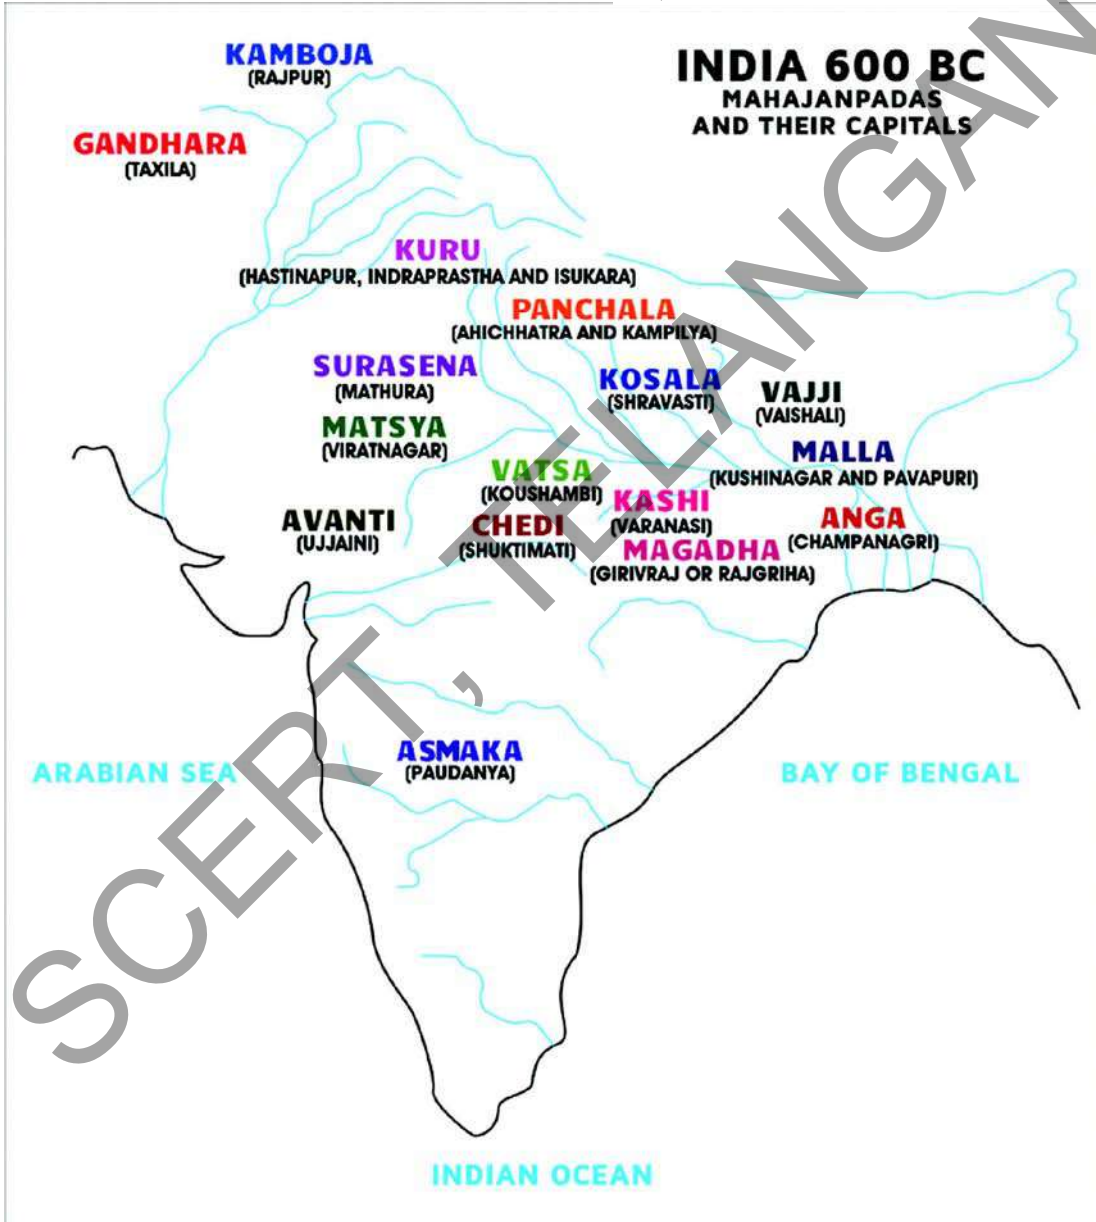 INDIA 600 BC
MAHAJANPADAS
AND THEIR CAPITALS
KAMBOJA
(RAJPUR)
GANDHARA
(TAXILA)
KURU
(HASTINAPUR, INDRAPRASTHA AND ISUKARA)
PANCHALA
(AHICHHATRA AND KAMPILYA)
SURASENA
(MATHURA)
KOSALA
(SHRAVASTI)
VAJJI
(VAISHALI)
MATSYA
(VIRATNAGAR)
MALLA
(KUSHINAGAR AND PAVAPURI)
VATSA
(KOUSHAMBI)
KASHI
(VARANASI)
AVANTI
(UJJAINI)
CHEDI
(SHUKTIMATI)
ANGA
(CHAMPANAGRI)
MAGADHA
(GIRIVRAJ OR RAJGRIHA)
ASMAKA
(PAUDANYA)
ARABIAN SEA
BAY OF BENGAL
INDIAN OCEAN
SCERT, TELANGAN